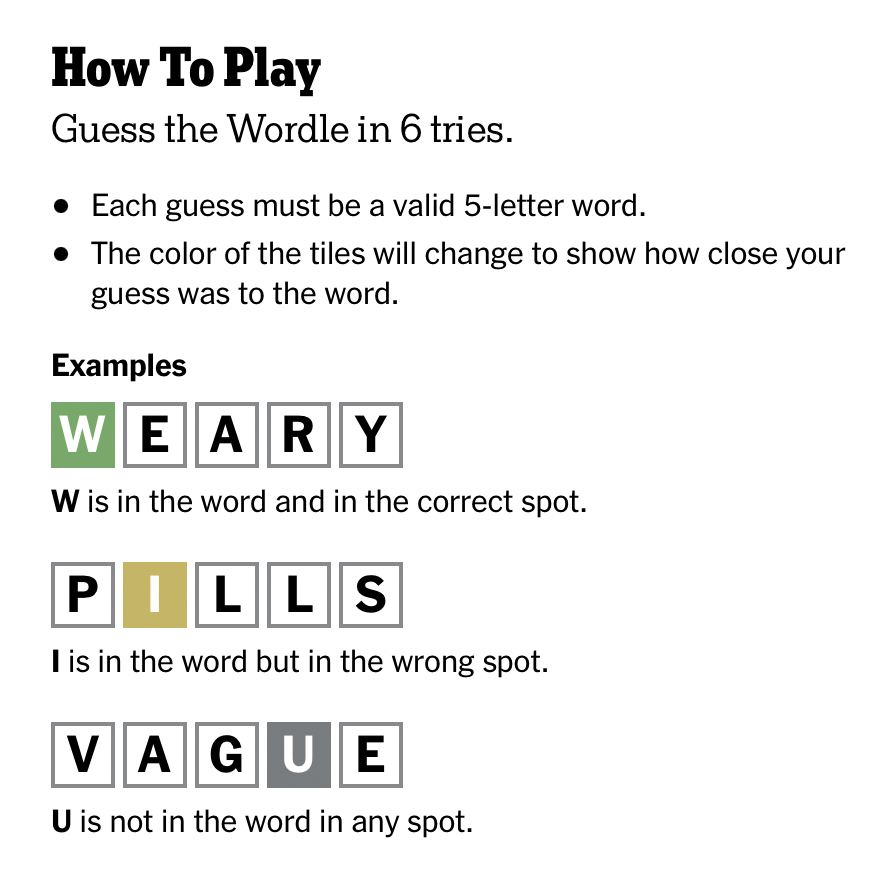 How To Play
Guess the Wordle in 6 tries.
• Each guess must be a valid 5-letter word.
• The color of the tiles will change to show how close your
guess was to the word.
Examples
W E A R Y
W is in the word and in the correct spot.
P I L L S
I is in the word but in the wrong spot.
V A G U E
U is not in the word in any spot.